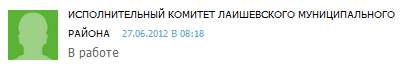 ИСПОЛНИТЕЛЬНЫЙ КОМИТЕТ ЛАИШЕВСКОГО МУНИЦИПАЛЬНОГО
РАЙОНА 27.06.2012 В 08:18
В работе